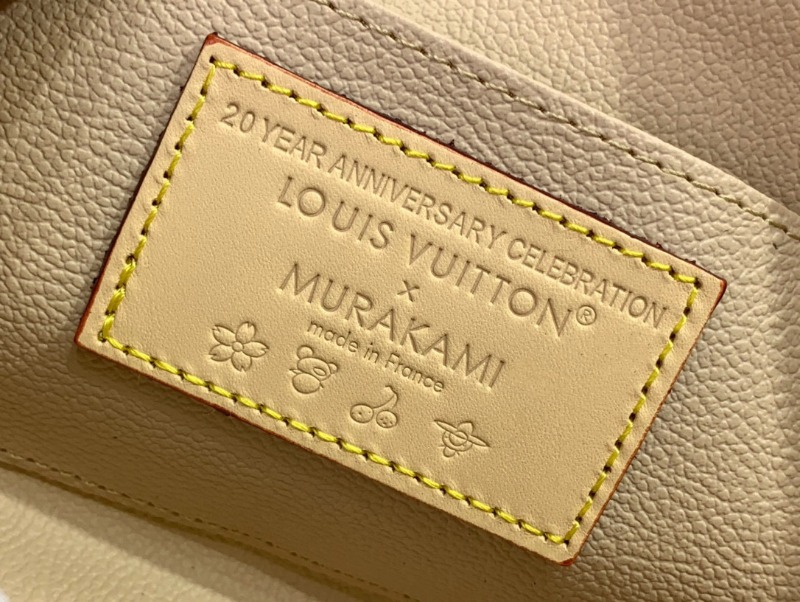 20 YEAR ANNIVERSARY CELEBRATION
LOUIS VUITTON®
×
MURAKAMI
made in France